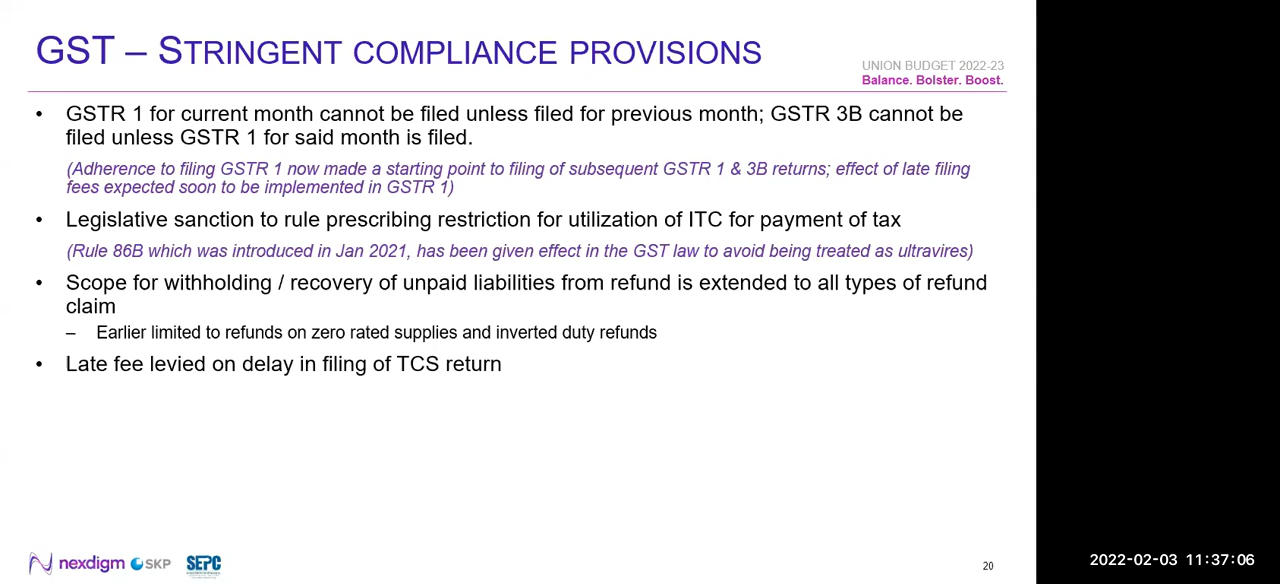 GST – STRINGENT COMPLIANCE PROVISIONS
UNION BUDGET 2022-23
Balance. Bolster. Boost.
• GSTR 1 for current month cannot be filed unless filed for previous month; GSTR 3B cannot be
filed unless GSTR 1 for said month is filed.
(Adherence to filing GSTR 1 now made a starting point to filing of subsequent GSTR 1 & 3B returns; effect of late filing
fees expected soon to be implemented in GSTR 1)
• Legislative sanction to rule prescribing restriction for utilization of ITC for payment of tax
(Rule 86B which was introduced in Jan 2021, has been given effect in the GST law to avoid being treated as ultravires)
• Scope for withholding / recovery of unpaid liabilities from refund is extended to all types of refund
claim
– Earlier limited to refunds on zero rated supplies and inverted duty refunds
• Late fee levied on delay in filing of TCS return
nexdigm SKP SEPC
20
2022-02-03 11:37:06